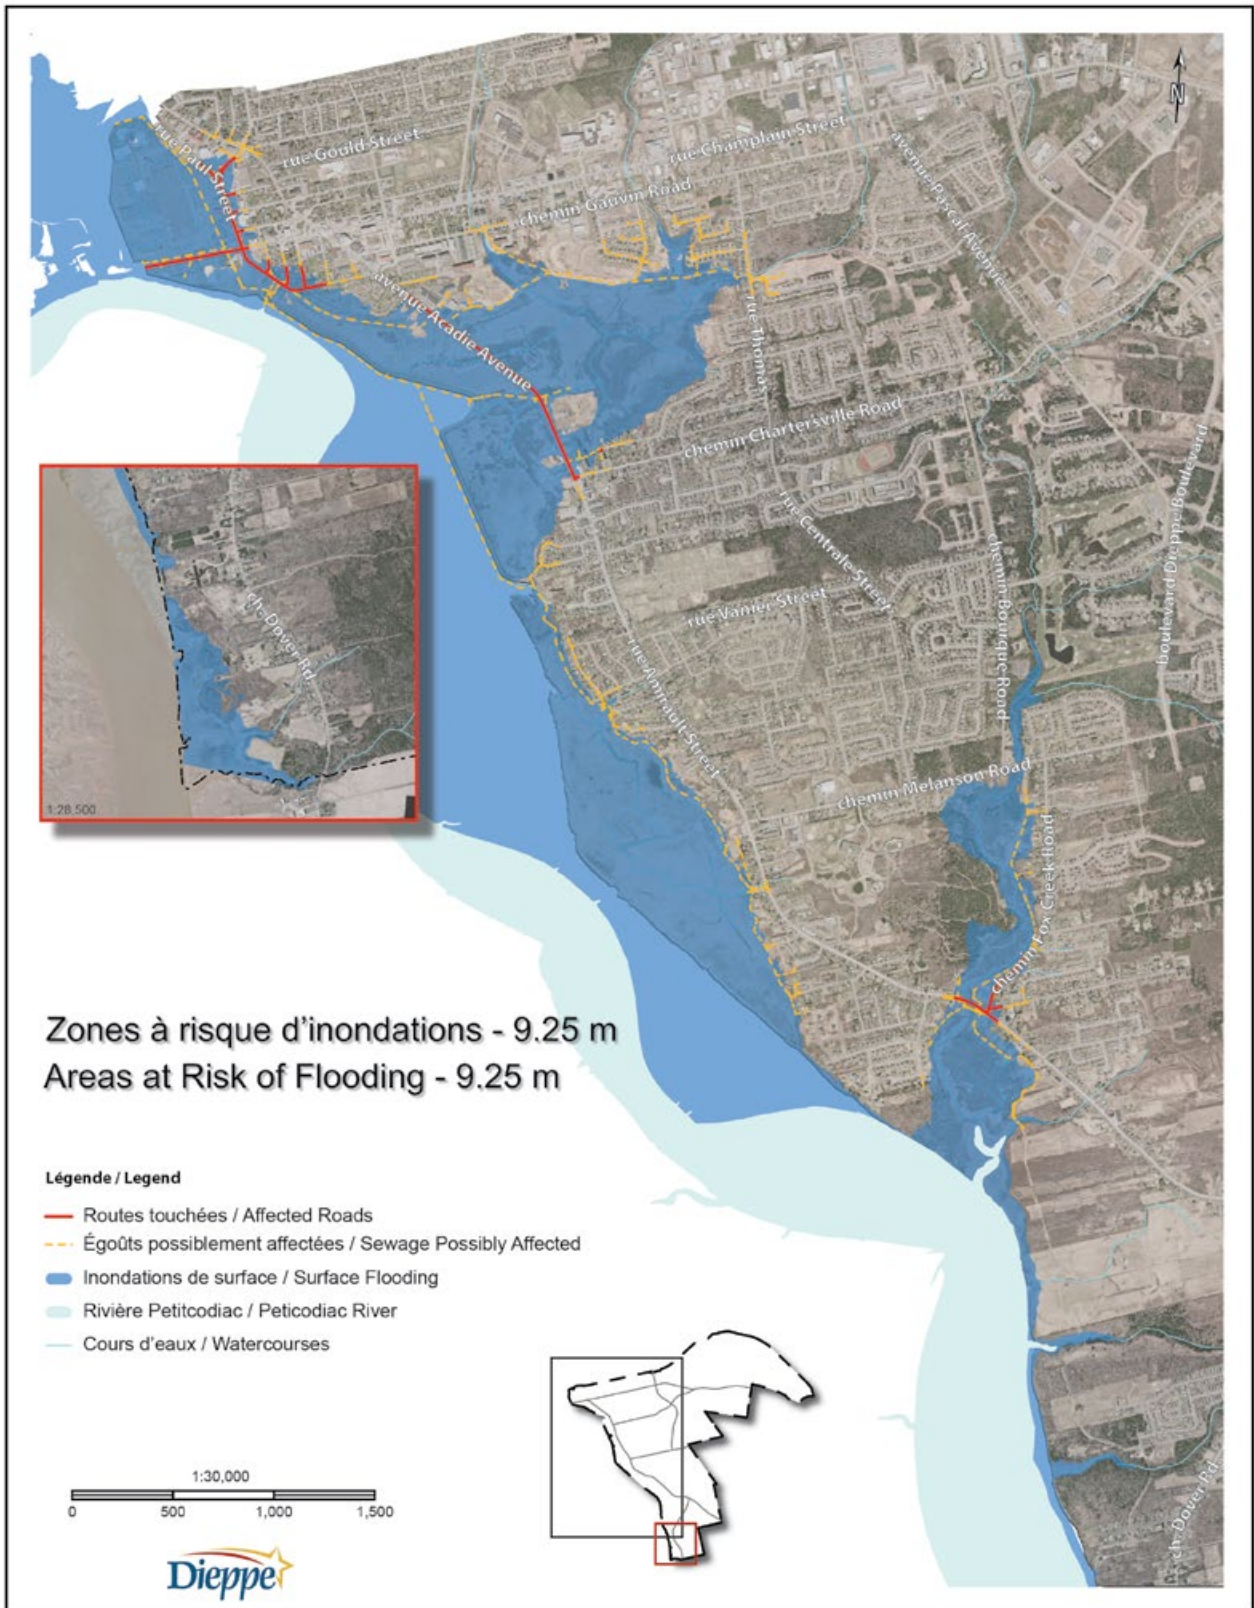 N
rue Paul Street
rue Gould Street
rue Champlain Street
avenue Pascal Avenue
chemin Gauvin Road
avenue Acadie Avenue
rue Thomas
chemin Chartersville Road
rue Centrale Street
chemin Bourque Road
boulevard Dieppe Boulevard
rue Vanier Street
rue Amirault Street
ch. Dover Rd
1:28,500
chemin Melanson Road
chemin Fox Creek Road
Zones à risque d'inondations - 9.25 m
Areas at Risk of Flooding - 9.25 m
Légende / Legend
Routes touchées / Affected Roads
Égoûts possiblement affectées / Sewage Possibly Affected
Inondations de surface / Surface Flooding
Rivière Petitcodiac / Peticodiac River
Cours d'eaux / Watercourses
1:30,000
0 500 1,000 1,500
Dieppe
ch. Dover Rd